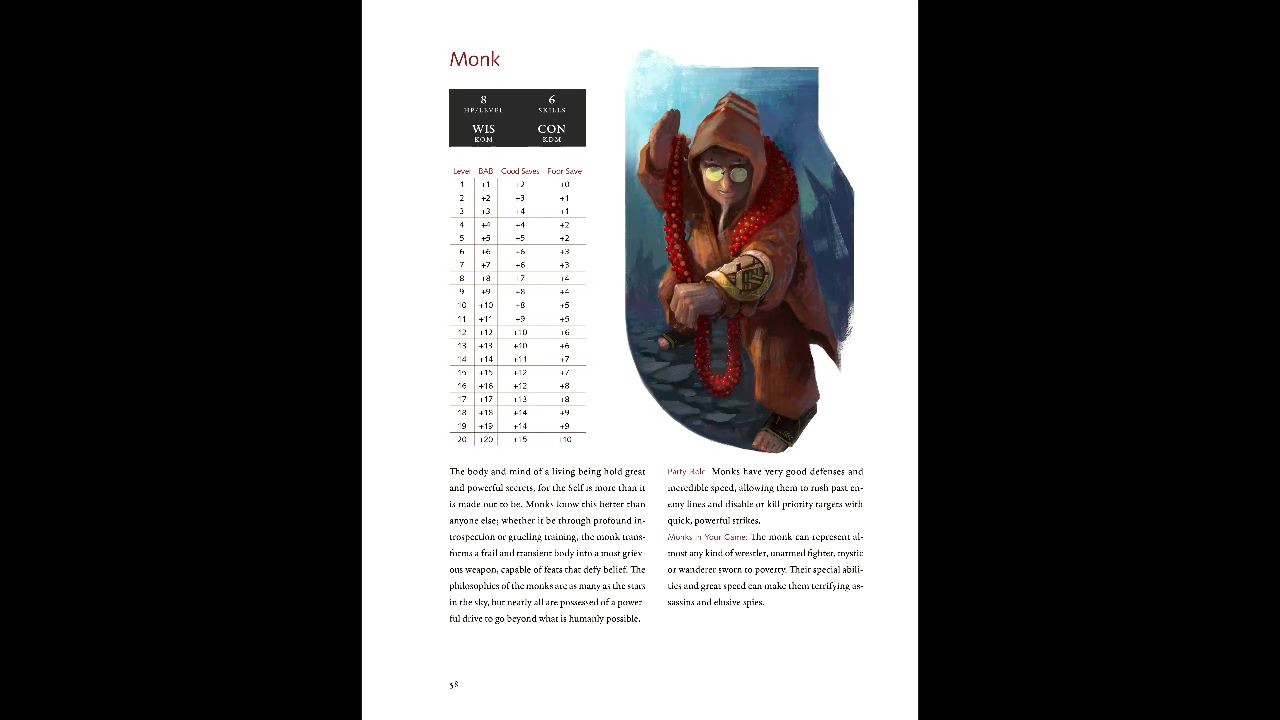 Monk
8 6
HP/LEVEL SKILLS
WIS CON
KOM KDM
Level BAB Good Saves Poor Save
1 +1 +2 +0
2 +2 +3 +1
3 +3 +4 +1
4 +4 +4 +2
5 +5 +5 +2
6 +6 +6 +3
7 +7 +6 +3
8 +8 +7 +4
9 +9 +8 +4
10 +10 +8 +5
11 +11 +9 +5
12 +12 +10 +6
13 +13 +10 +6
14 +14 +11 +7
15 +15 +12 +7
16 +16 +12 +8
17 +17 +13 +8
18 +18 +14 +9
19 +19 +14 +9
20 +20 +15 +10
The body and mind of a living being hold great
and powerful secrets, for the Self is more than it
is made out to be. Monks know this better than
anyone else; whether it be through profound in-
trospection or grueling training, the monk trans-
forms a frail and transient body into a most griev-
ous weapon, capable of feats that defy belief. The
philosophies of the monks are as many as the stars
in the sky, but nearly all are possessed of a power-
ful drive to go beyond what is humanly possible.
Party Role: Monks have very good defenses and
incredible speed, allowing them to rush past en-
emy lines and disable or kill priority targets with
quick, powerful strikes.
Monks in Your Game: The monk can represent al-
most any kind of wrestler, unarmed fighter, mystic
or wanderer sworn to poverty. Their special abili-
ties and great speed can make them terrifying as-
sassins and elusive spies.
58